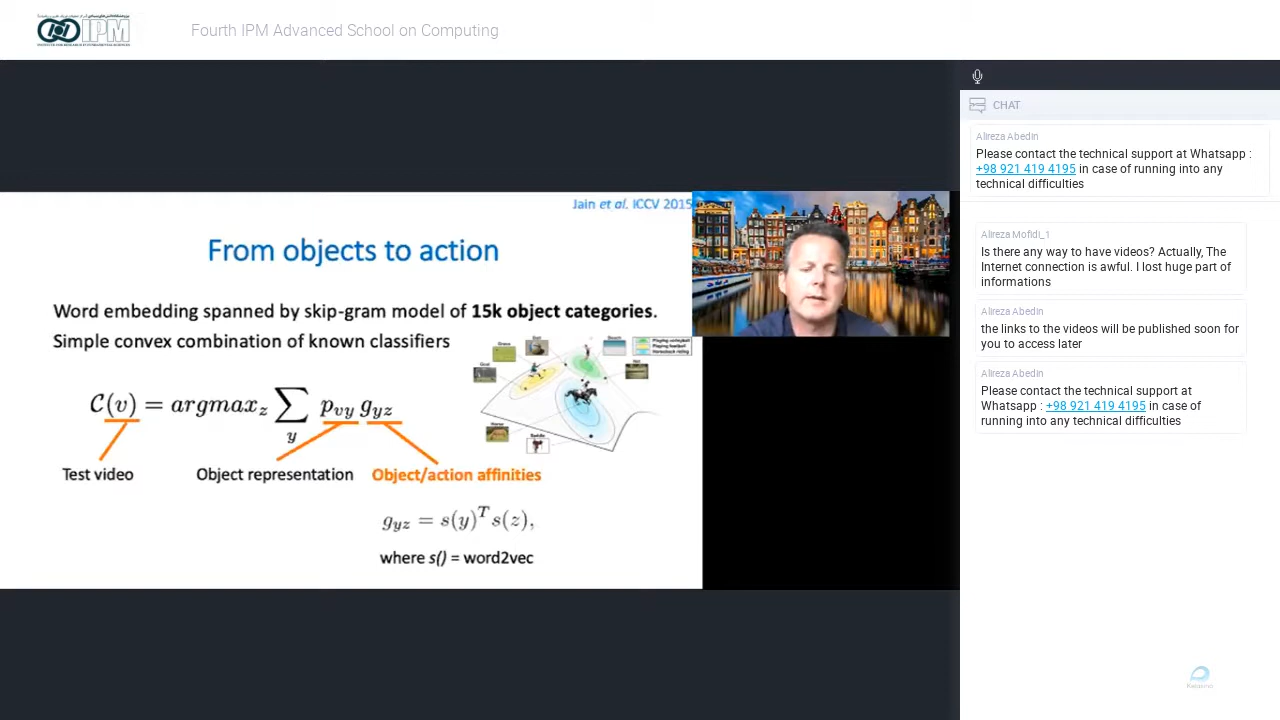 IPM
Fourth IPM Advanced School on Computing
Jain et al. ICCV 2015
From objects to action
Word embedding spanned by skip-gram model of 15k object categories.
Simple convex combination of known classifiers
C(v) = argmax_z ∑_y p_vy g_yz
Test video
Object representation
Object/action affinities
g_yz = s(y)^T s(z),
where s() = word2vec
CHAT
Alireza Abedin
Please contact the technical support at Whatsapp :
+98 921 419 4195 in case of running into any
technical difficulties
Alireza Mofidi_1
Is there any way to have videos? Actually, The
Internet connection is awful. I lost huge part of
informations
Alireza Abedin
the links to the videos will be published soon for
you to access later
Alireza Abedin
Please contact the technical support at
Whatsapp : +98 921 419 4195 in case of
running into any technical difficulties